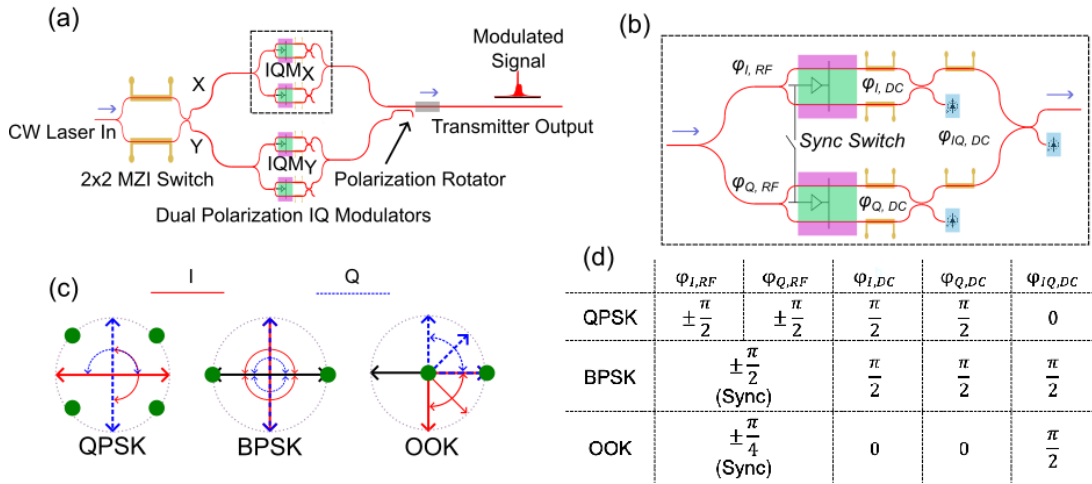 (a)
Modulated
Signal
IQM_X
X
CW Laser In
Y
Transmitter Output
IQM_Y
2x2 MZI Switch
Polarization Rotator
Dual Polarization IQ Modulators
(b)
φ_I, RF
φ_I, DC
Sync Switch
φ_IQ, DC
φ_Q, RF
φ_Q, DC
(c)
I
Q
QPSK
BPSK
OOK
(d)
φ_I,RF φ_Q,RF φ_I,DC φ_Q,DC φ_IQ,DC
QPSK ±π/2 ±π/2 π/2 π/2 0
BPSK ±π/2 (Sync) π/2 π/2 π/2
OOK ±π/4 (Sync) 0 0 π/2